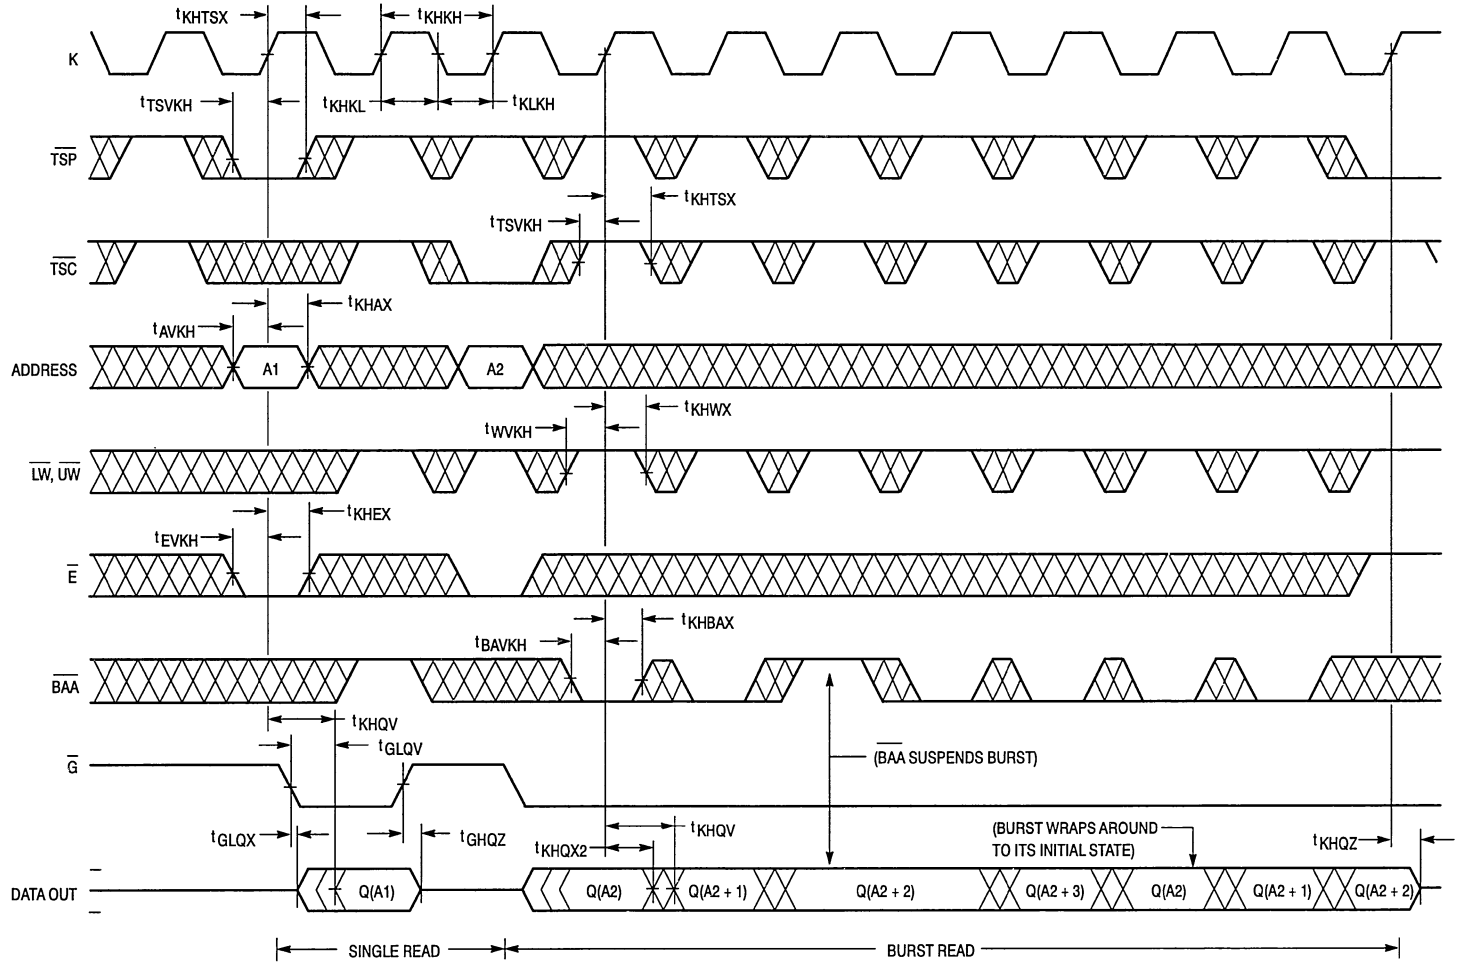 tKHTSX
tKHKH
K
tTSVKH
tKHKL
tKLKH
TSP
tKHTSX
tTSVKH
TSC
tKHAX
tAVKH
ADDRESS
A1
A2
tKHWX
tWVKH
LW, UW
tKHEX
tEVKH
E
tKHBAX
tBAVKH
BAA
tKHQV
tGLQV
G
(BAA SUSPENDS BURST)
tGLQX
tGHQZ
tKHQV
tKHQX2
(BURST WRAPS AROUND
TO ITS INITIAL STATE)
tKHQZ
DATA OUT
Q(A1)
Q(A2)
Q(A2 + 1)
Q(A2 + 2)
Q(A2 + 3)
Q(A2)
Q(A2 + 1)
Q(A2 + 2)
SINGLE READ
BURST READ